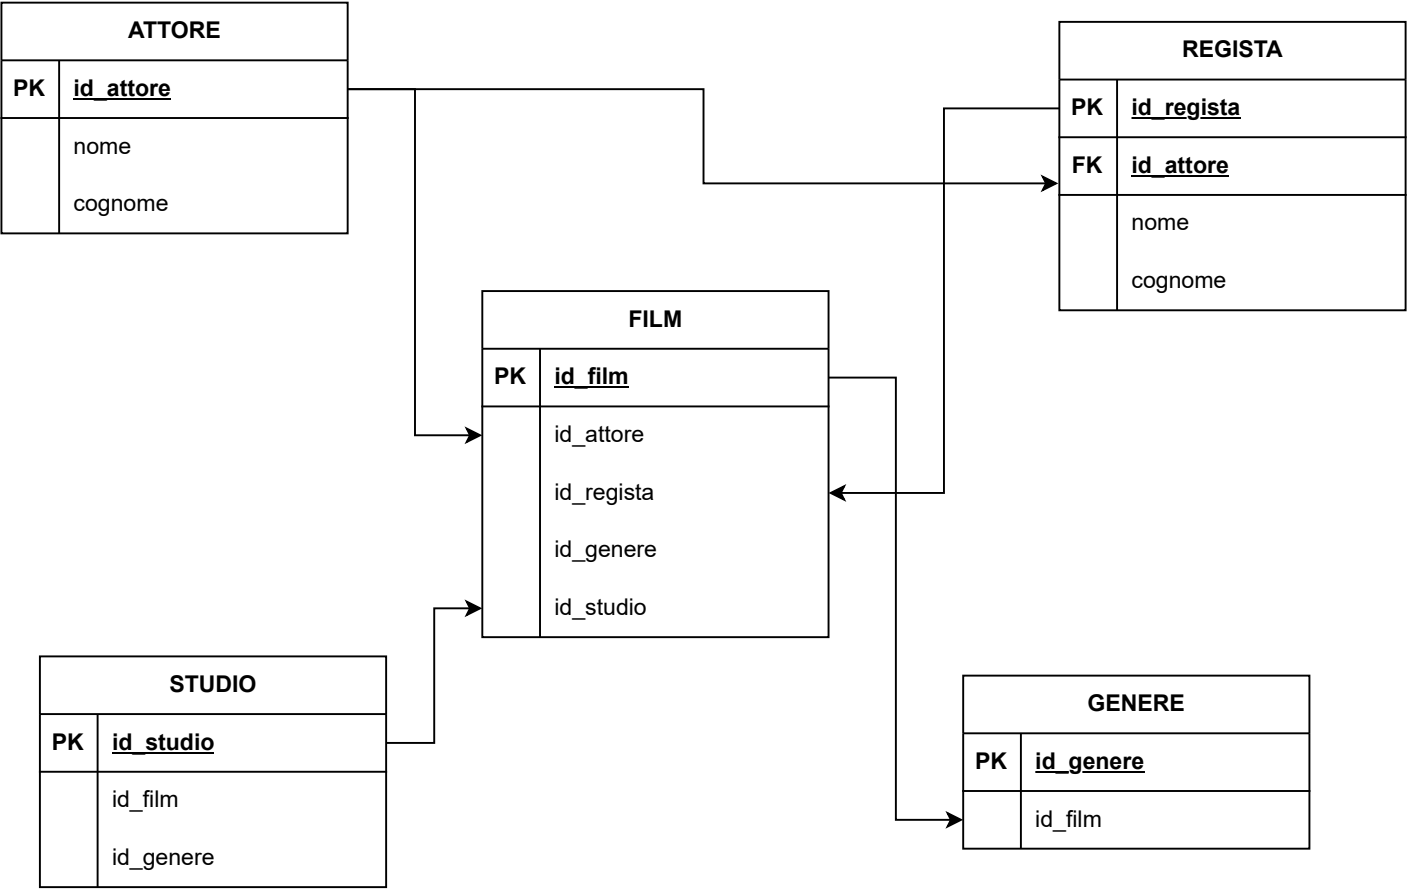 ATTORE
PK id_attore
nome
cognome
REGISTA
PK id_regista
FK id_attore
nome
cognome
FILM
PK id_film
id_attore
id_regista
id_genere
id_studio
STUDIO
PK id_studio
id_film
id_genere
GENERE
PK id_genere
id_film